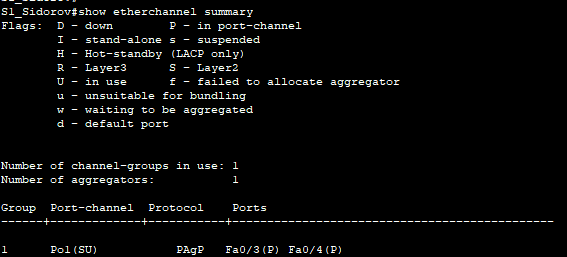 S1_Sidorov#show etherchannel summary
Flags:  D - down        P - in port-channel
        I - stand-alone s - suspended
        H - Hot-standby (LACP only)
        R - Layer3      S - Layer2
        U - in use      f - failed to allocate aggregator
        u - unsuitable for bundling
        w - waiting to be aggregated
        d - default port
Number of channel-groups in use: 1
Number of aggregators:           1
Group  Port-channel  Protocol    Ports
------+-------------+-----------+----------------------------------------------
1      Po1(SU)           PAgP   Fa0/3(P) Fa0/4(P)